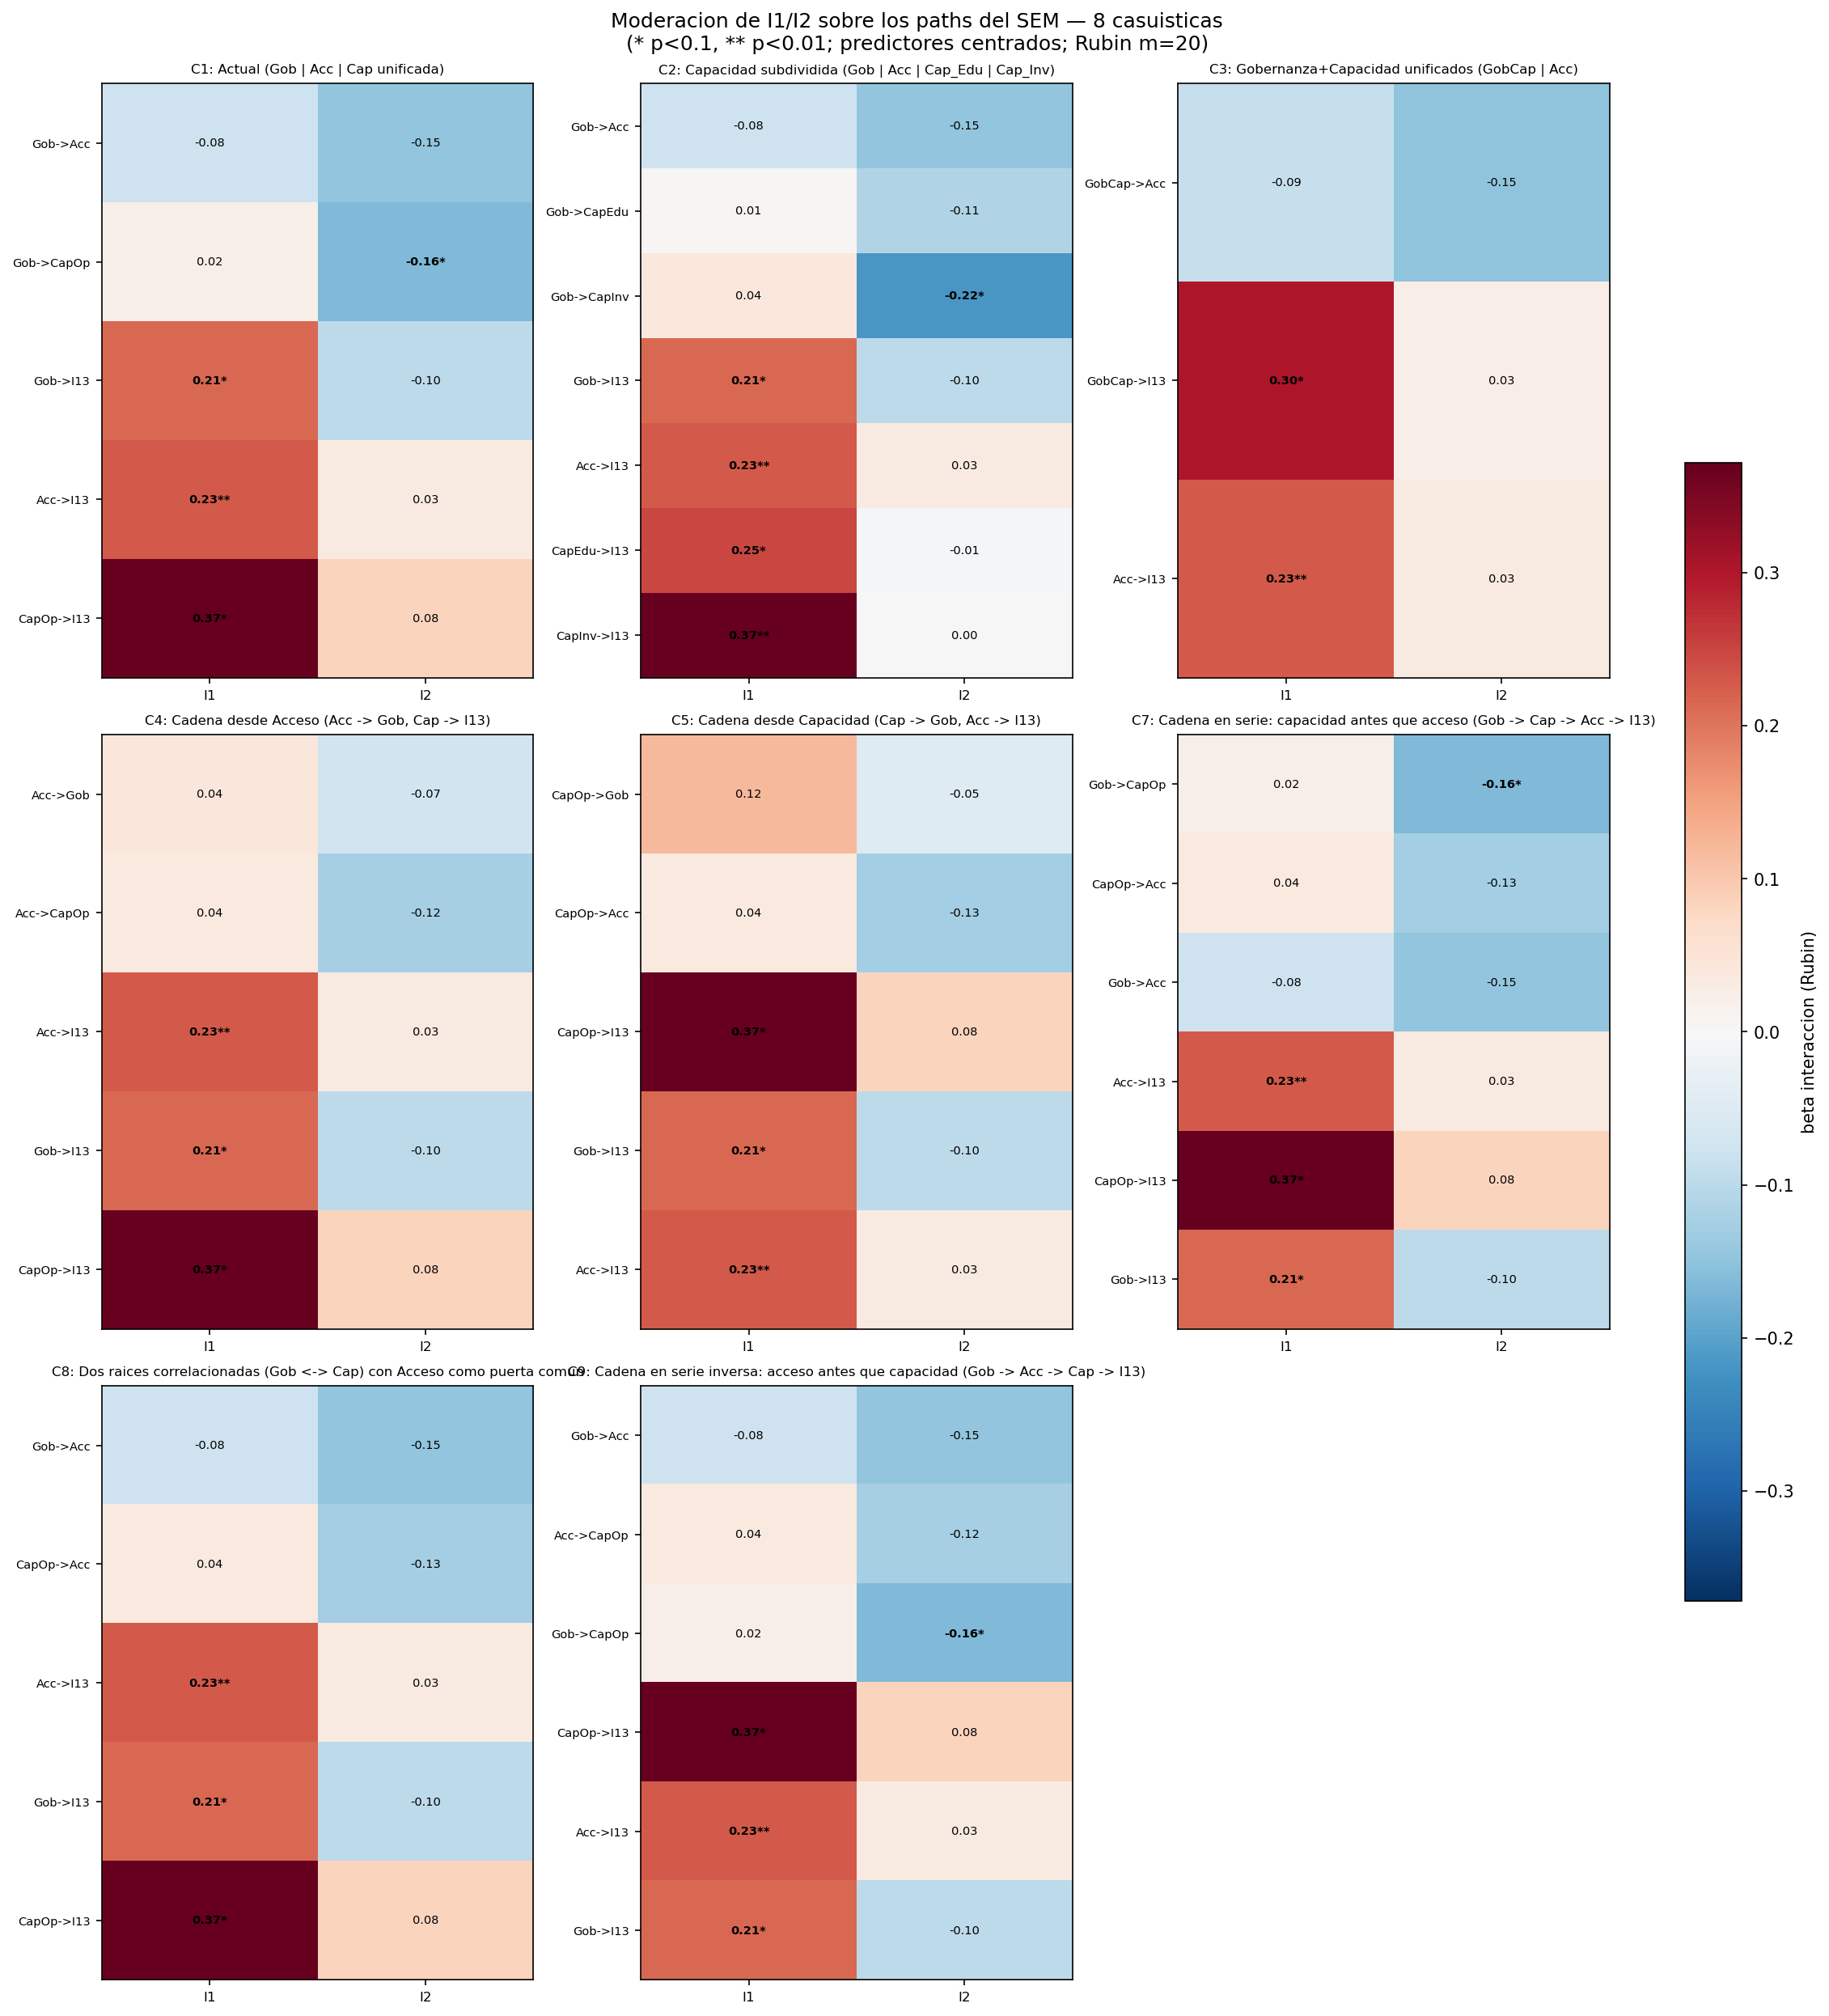 Moderacion de I1/I2 sobre los paths del SEM — 8 casuisticas
(* p<0.1, ** p<0.01; predictores centrados; Rubin m=20)
C1: Actual (Gob | Acc | Cap unificada)
Gob->Acc -0.08 -0.15
Gob->CapOp 0.02 -0.16*
Gob->I13 0.21* -0.10
Acc->I13 0.23** 0.03
CapOp->I13 0.37* 0.08
I1 I2
C2: Capacidad subdividida (Gob | Acc | Cap_Edu | Cap_Inv)
Gob->Acc -0.08 -0.15
Gob->CapEdu 0.01 -0.11
Gob->CapInv 0.04 -0.22*
Gob->I13 0.21* -0.10
Acc->I13 0.23** 0.03
CapEdu->I13 0.25* -0.01
CapInv->I13 0.37** 0.00
I1 I2
C3: Gobernanza+Capacidad unificados (GobCap | Acc)
GobCap->Acc -0.09 -0.15
GobCap->I13 0.30* 0.03
Acc->I13 0.23** 0.03
I1 I2
C4: Cadena desde Acceso (Acc -> Gob, Cap -> I13)
Acc->Gob 0.04 -0.07
Acc->CapOp 0.04 -0.12
Acc->I13 0.23** 0.03
Gob->I13 0.21* -0.10
CapOp->I13 0.37* 0.08
I1 I2
C5: Cadena desde Capacidad (Cap -> Gob, Acc -> I13)
CapOp->Gob 0.12 -0.05
CapOp->Acc 0.04 -0.13
CapOp->I13 0.37* 0.08
Gob->I13 0.21* -0.10
Acc->I13 0.23** 0.03
I1 I2
C7: Cadena en serie: capacidad antes que acceso (Gob -> Cap -> Acc -> I13)
Gob->CapOp 0.02 -0.16*
CapOp->Acc 0.04 -0.13
Gob->Acc -0.08 -0.15
Acc->I13 0.23** 0.03
CapOp->I13 0.37* 0.08
Gob->I13 0.21* -0.10
I1 I2
C8: Dos raices correlacionadas (Gob <-> Cap) con Acceso como puerta comun
Gob->Acc -0.08 -0.15
CapOp->Acc 0.04 -0.13
Acc->I13 0.23** 0.03
Gob->I13 0.21* -0.10
CapOp->I13 0.37* 0.08
I1 I2
C9: Cadena en serie inversa: acceso antes que capacidad (Gob -> Acc -> Cap -> I13)
Gob->Acc -0.08 -0.15
Acc->CapOp 0.04 -0.12
Gob->CapOp 0.02 -0.16*
CapOp->I13 0.37* 0.08
Acc->I13 0.23** 0.03
Gob->I13 0.21* -0.10
I1 I2
0.3
0.2
0.1
0.0
−0.1
−0.2
−0.3
beta interaccion (Rubin)